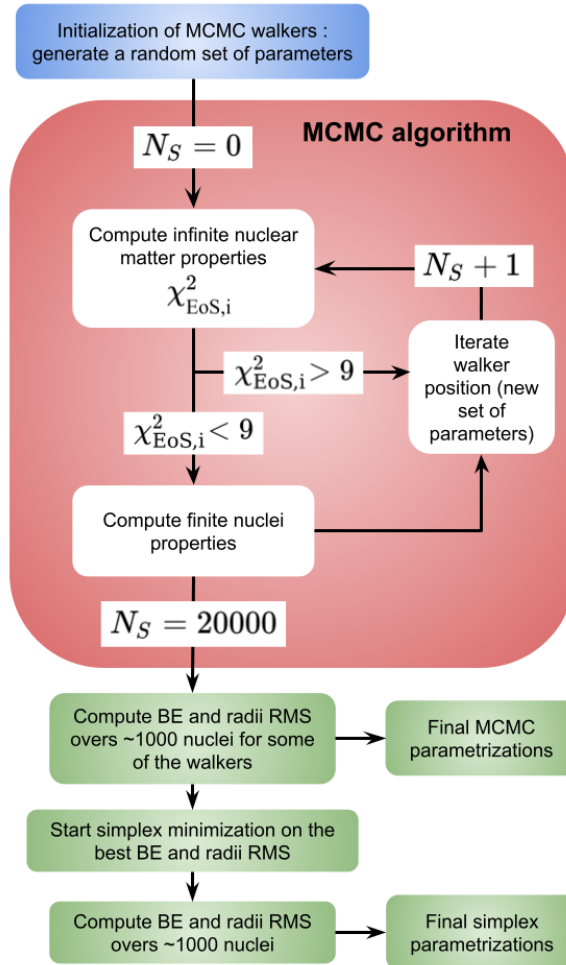 Initialization of MCMC walkers :
generate a random set of parameters
MCMC algorithm
N_S = 0
Compute infinite nuclear
matter properties
χ²_EoS,i
N_S + 1
Iterate
walker
position (new
set of
parameters)
χ²_EoS,i > 9
χ²_EoS,i < 9
Compute finite nuclei
properties
N_S = 20000
Compute BE and radii RMS
overs ~1000 nuclei for some
of the walkers
Final MCMC
parametrizations
Start simplex minimization on the
best BE and radii RMS
Compute BE and radii RMS
overs ~1000 nuclei
Final simplex
parametrizations